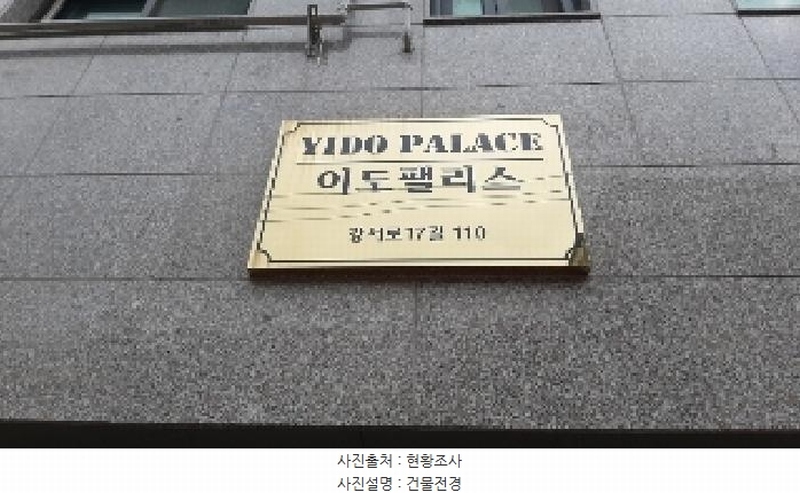 YIDO PALACE
이도팰리스
강서로17길 110
사진출처 : 현황조사
사진설명 : 건물전경